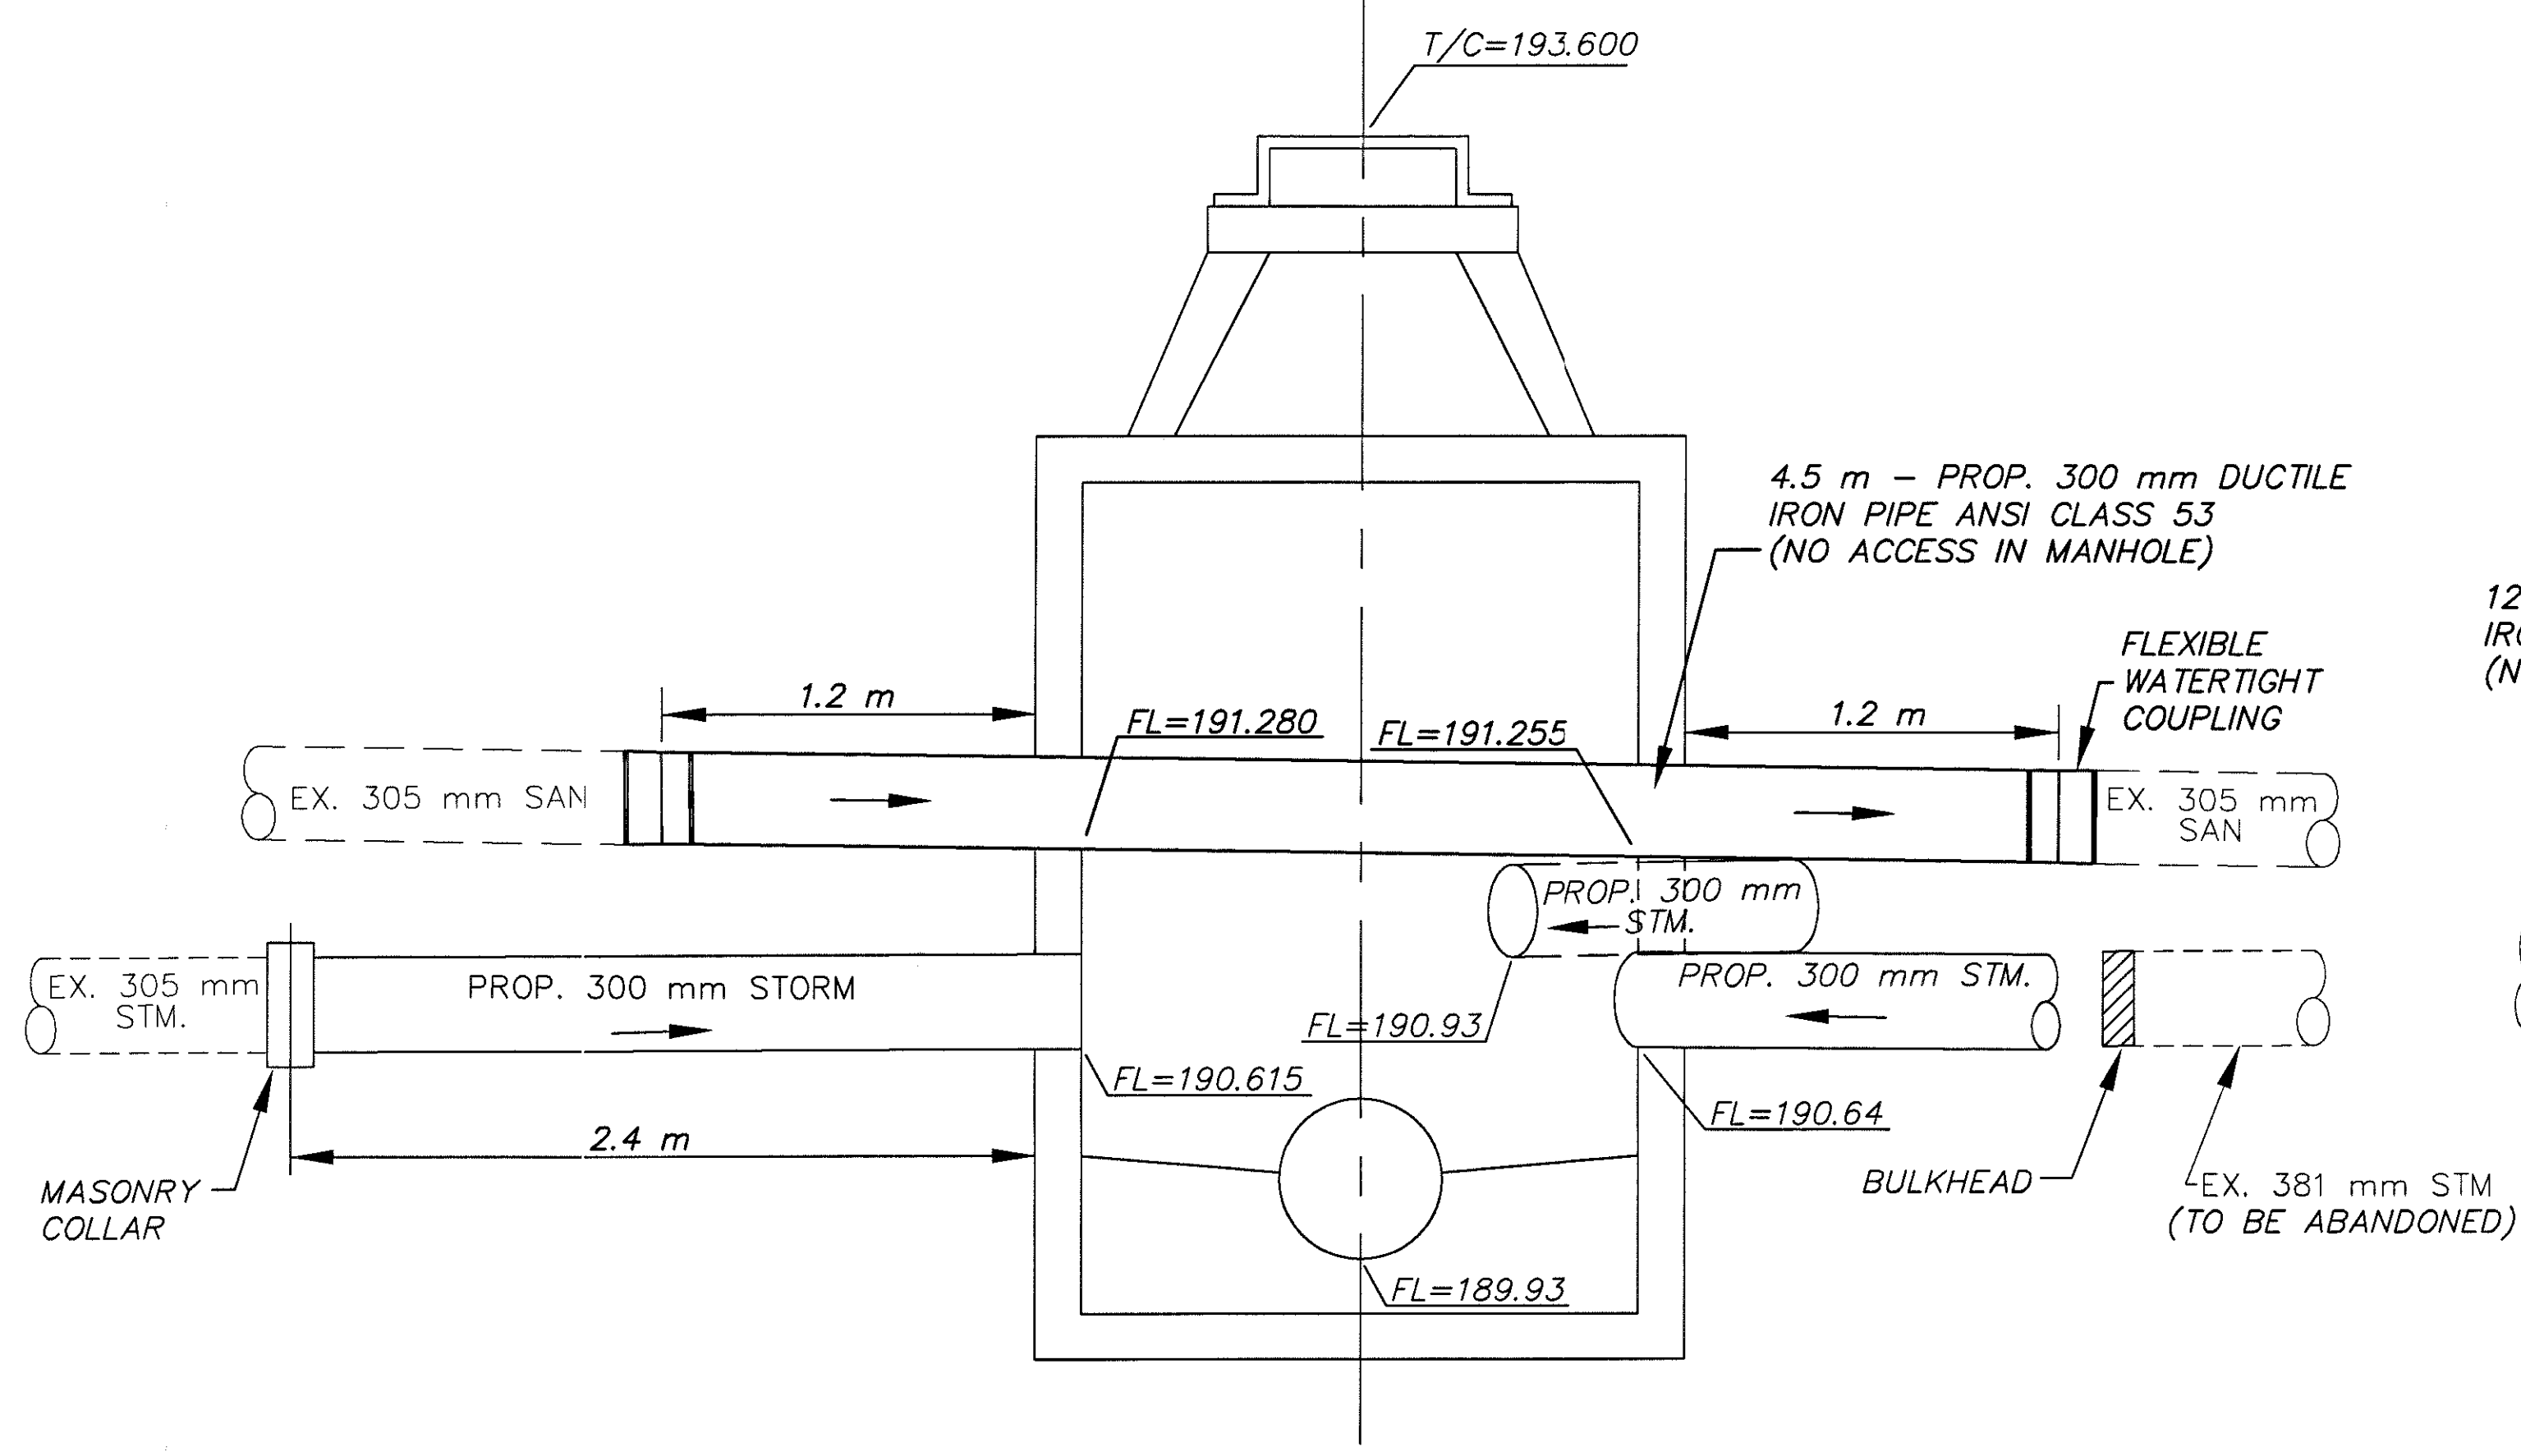 T/C=193.600
4.5 m – PROP. 300 mm DUCTILE
IRON PIPE ANSI CLASS 53
(NO ACCESS IN MANHOLE)
12
(N
FLEXIBLE
WATERTIGHT
COUPLING
1.2 m
FL=191.280
FL=191.255
1.2 m
EX. 305 mm SAN
EX. 305 mm
SAN
PROP. 300 mm
STM.
EX. 305 mm
STM.
PROP. 300 mm STORM
PROP. 300 mm STM.
FL=190.93
FL=190.615
FL=190.64
2.4 m
MASONRY
COLLAR
BULKHEAD
EX. 381 mm STM
(TO BE ABANDONED)
FL=189.93